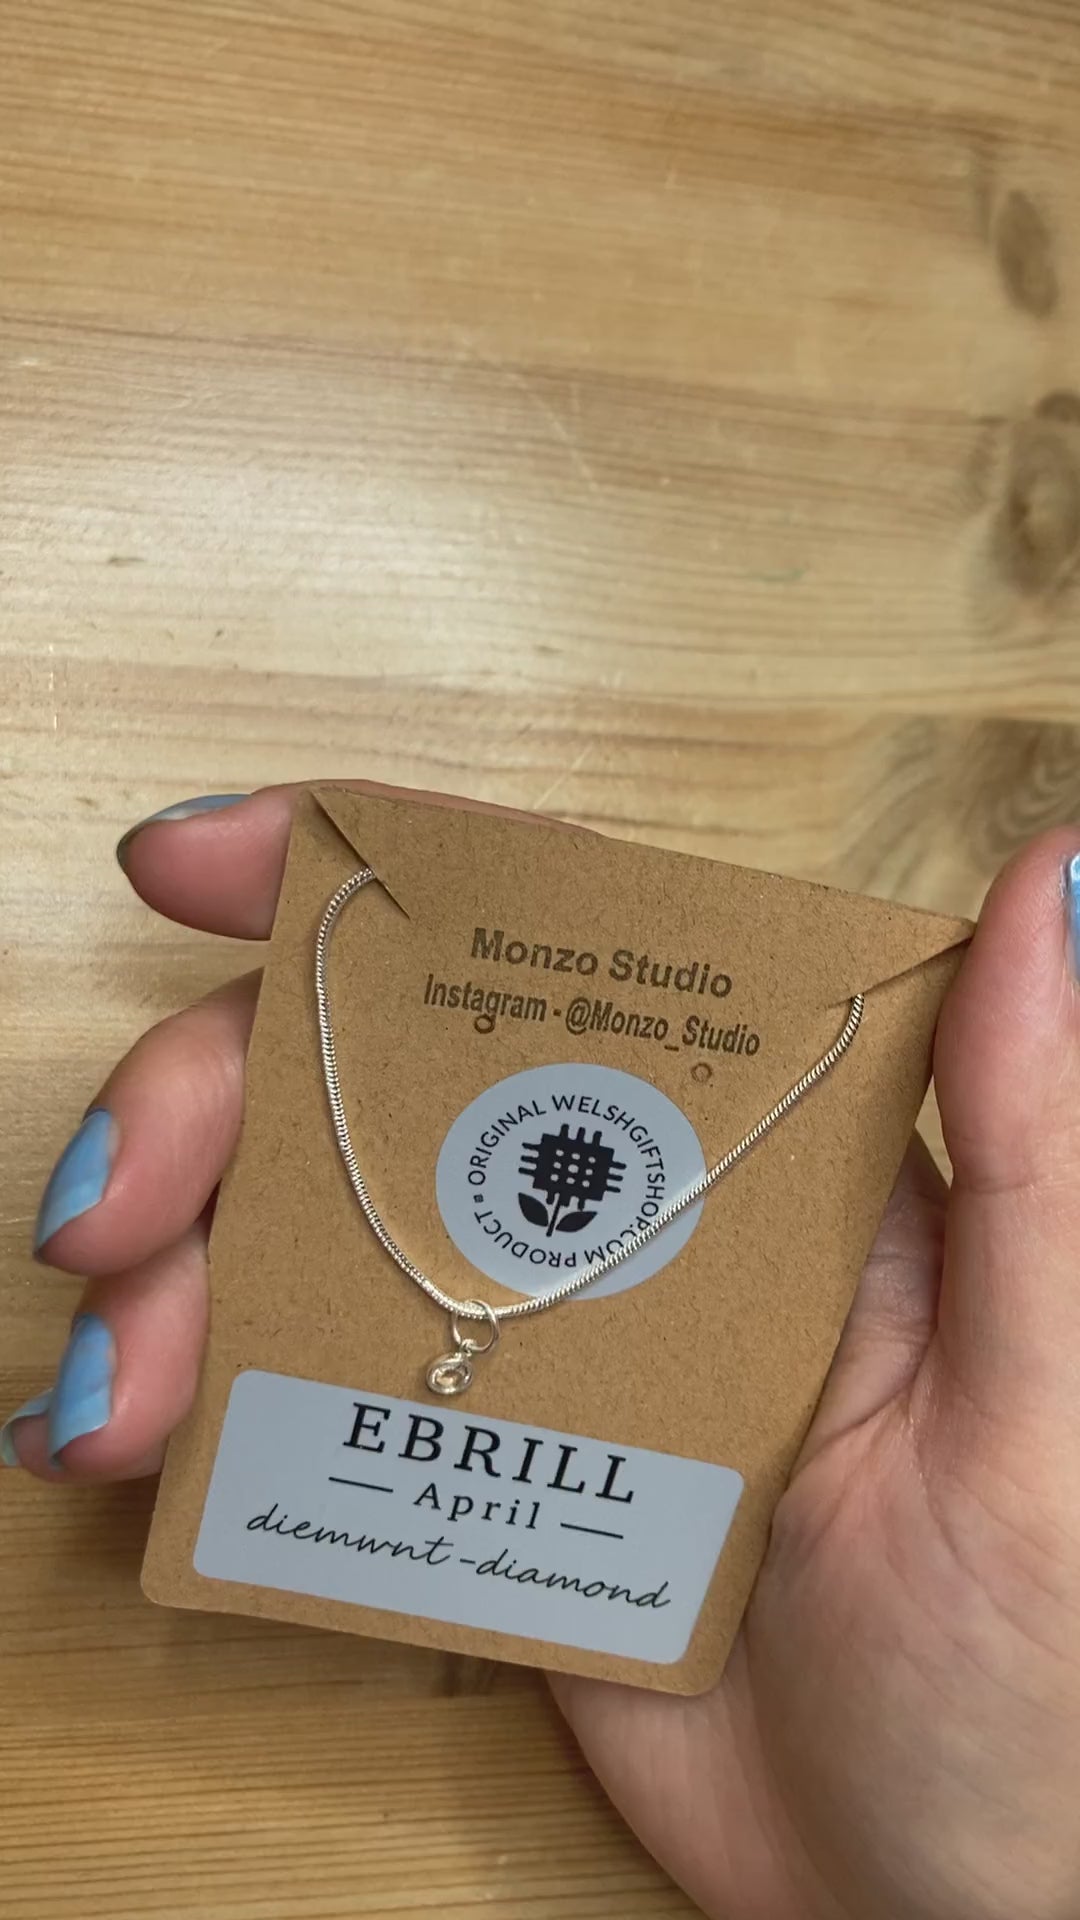 Monzo Studio
Instagram - @Monzo_Studio
ORIGINAL WELSHGIFTSHOP.COM PRODUCT
EBRILL
April
diemwnt - diamond